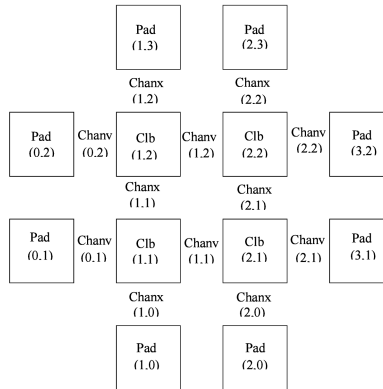 Pad
(1.3)
Pad
(2.3)
Chanx
(1.2)
Chanx
(2.2)
Pad
(0.2)
Chanv
(0.2)
Clb
(1.2)
Chanv
(1.2)
Clb
(2.2)
Chanv
(2.2)
Pad
(3.2)
Chanx
(1.1)
Chanx
(2.1)
Pad
(0.1)
Chanv
(0.1)
Clb
(1.1)
Chanv
(1.1)
Clb
(2.1)
Chanv
(2.1)
Pad
(3.1)
Chanx
(1.0)
Chanx
(2.0)
Pad
(1.0)
Pad
(2.0)